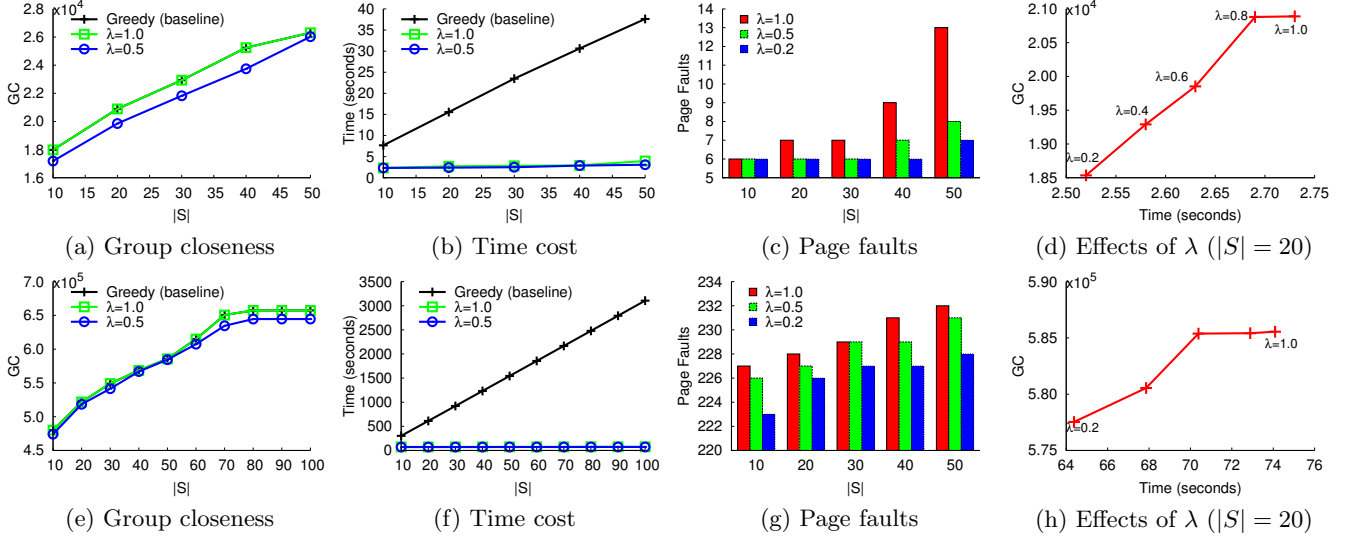 x10^4
GC
2.8
2.6
2.4
2.2
2.0
1.8
1.6
Greedy (baseline)
λ=1.0
λ=0.5
10 15 20 25 30 35 40 45 50
|S|
(a) Group closeness
Time (seconds)
40
35
30
25
20
15
10
5
0
Greedy (baseline)
λ=1.0
λ=0.5
10 15 20 25 30 35 40 45 50
|S|
(b) Time cost
Page Faults
14
13
12
11
10
9
8
7
6
5
λ=1.0
λ=0.5
λ=0.2
10 20 30 40 50
|S|
(c) Page faults
x10^4
GC
2.10
2.05
2.00
1.95
1.90
1.85
λ=0.8
λ=1.0
λ=0.6
λ=0.4
λ=0.2
2.50 2.55 2.60 2.65 2.70 2.75
Time (seconds)
(d) Effects of λ (|S| = 20)
x10^5
GC
7.0
6.5
6.0
5.5
5.0
4.5
Greedy (baseline)
λ=1.0
λ=0.5
10 20 30 40 50 60 70 80 90 100
|S|
(e) Group closeness
Time (seconds)
3500
3000
2500
2000
1500
1000
500
0
Greedy (baseline)
λ=1.0
λ=0.5
10 20 30 40 50 60 70 80 90 100
|S|
(f) Time cost
Page Faults
234
232
230
228
226
224
222
220
λ=1.0
λ=0.5
λ=0.2
10 20 30 40 50
|S|
(g) Page faults
x10^5
GC
590
585
580
575
λ=1.0
λ=0.2
64 66 68 70 72 74 76
Time (seconds)
(h) Effects of λ (|S| = 20)